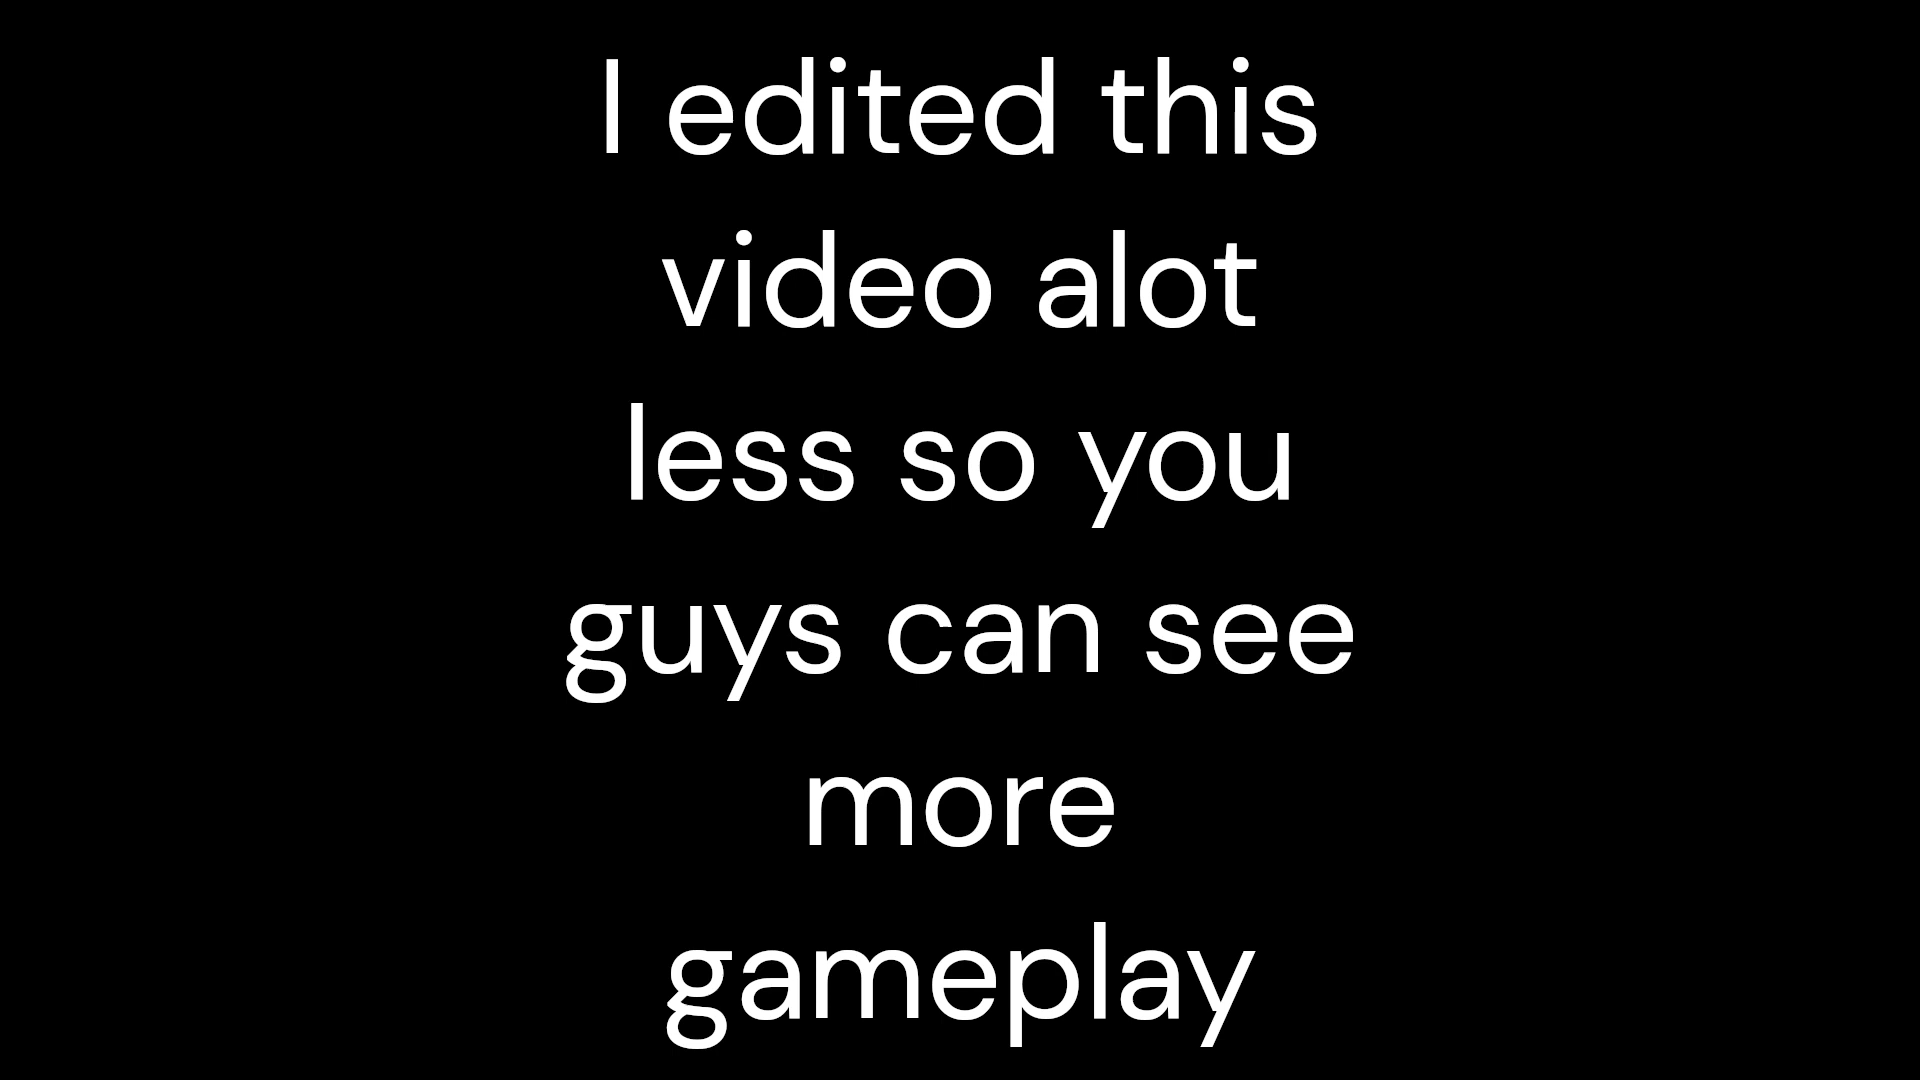 I edited this
video alot
less so you
guys can see
more
gameplay